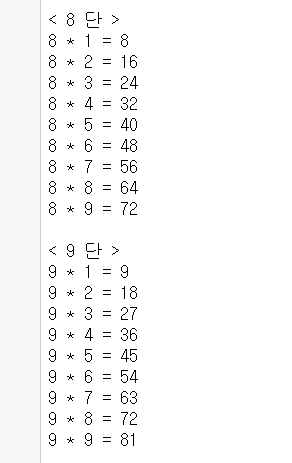 < 8 단 >
8 * 1 = 8
8 * 2 = 16
8 * 3 = 24
8 * 4 = 32
8 * 5 = 40
8 * 6 = 48
8 * 7 = 56
8 * 8 = 64
8 * 9 = 72

< 9 단 >
9 * 1 = 9
9 * 2 = 18
9 * 3 = 27
9 * 4 = 36
9 * 5 = 45
9 * 6 = 54
9 * 7 = 63
9 * 8 = 72
9 * 9 = 81